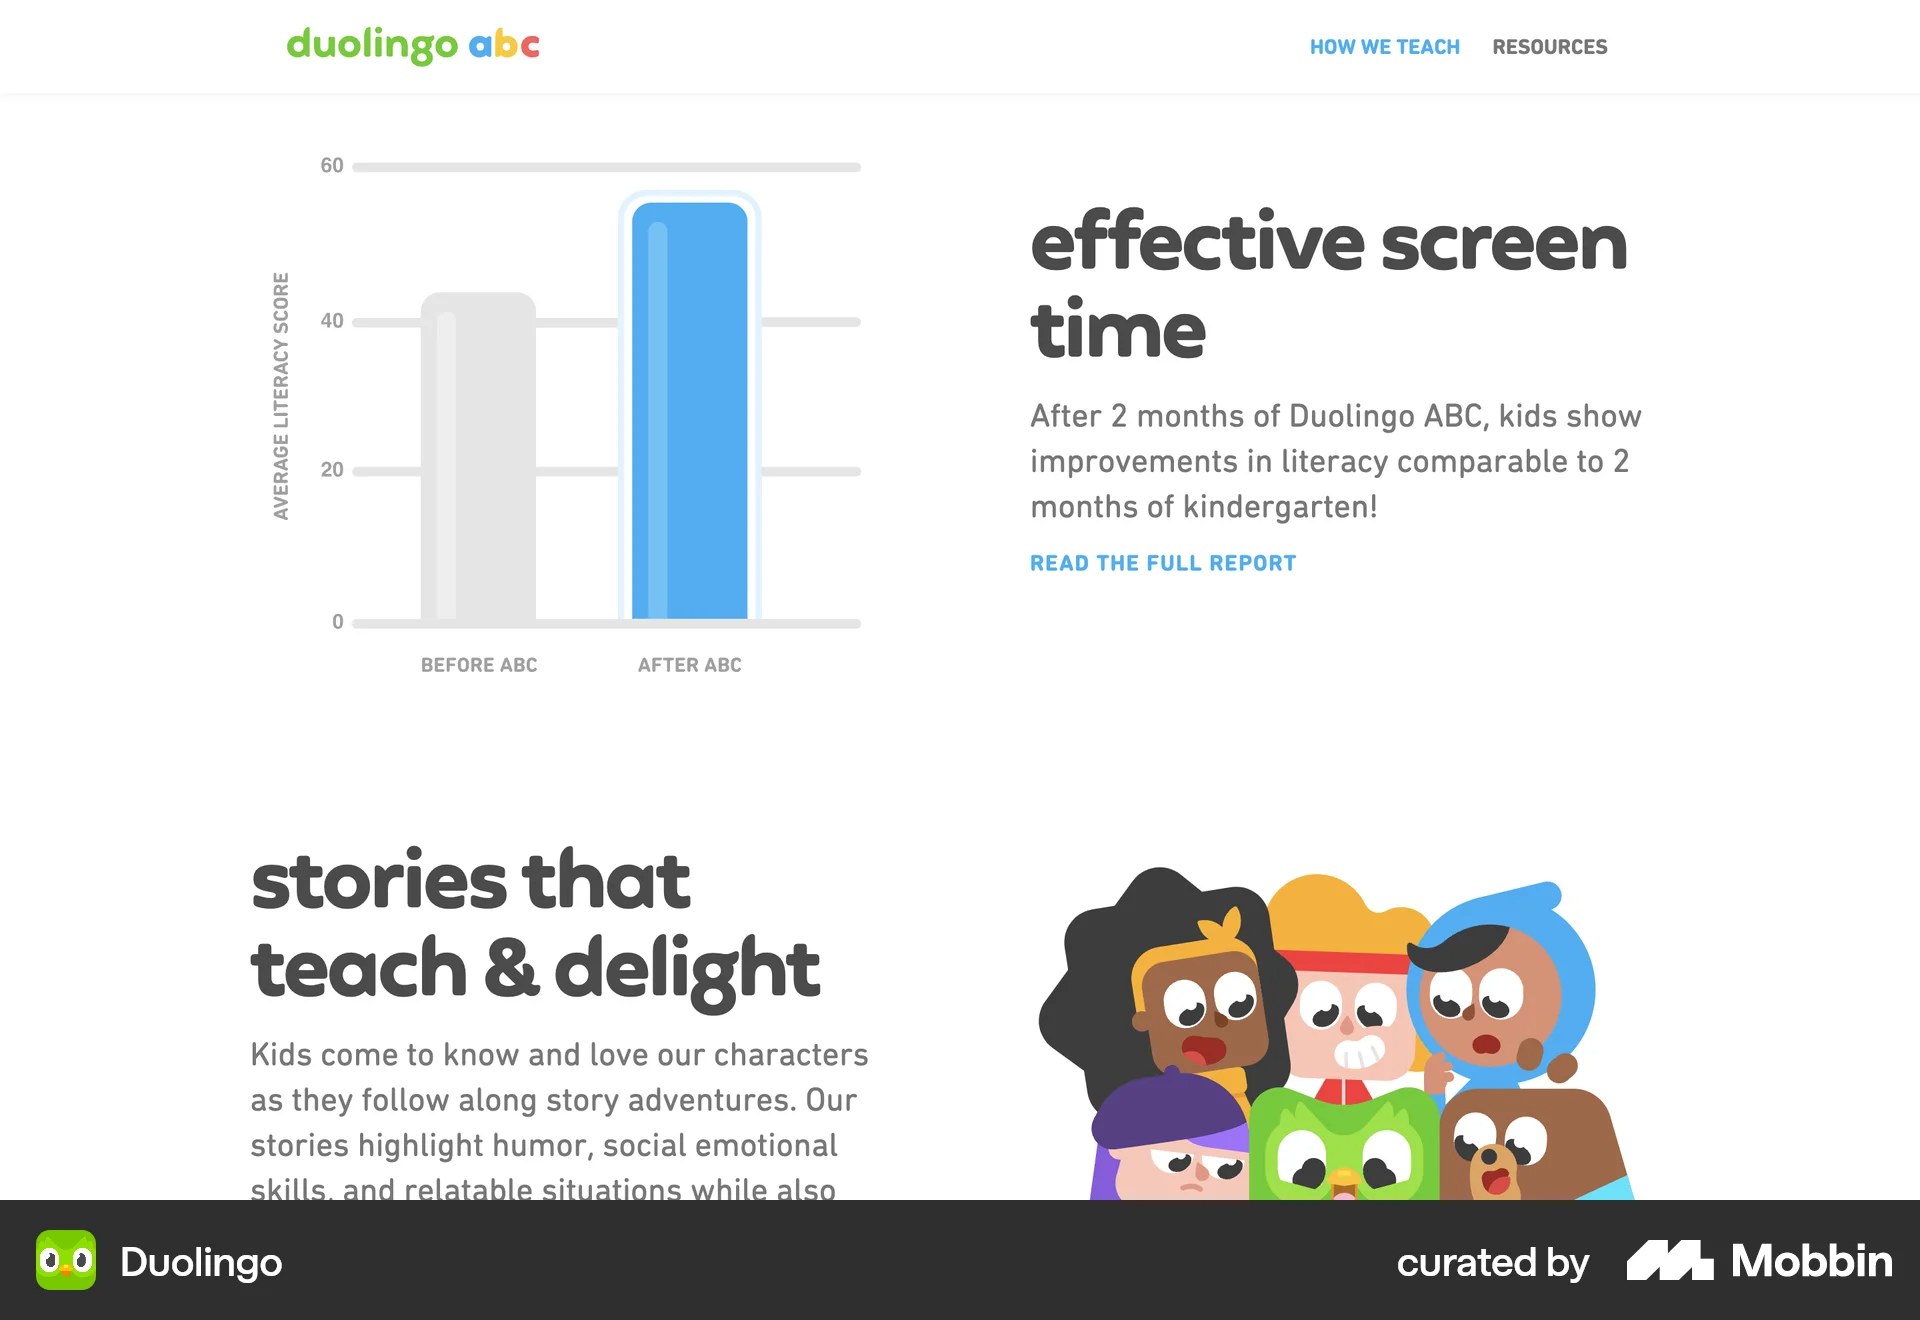 duolingo abc
HOW WE TEACH
RESOURCES
60
40
20
0
AVERAGE LITERACY SCORE
BEFORE ABC
AFTER ABC
effective screen
time
After 2 months of Duolingo ABC, kids show
improvements in literacy comparable to 2
months of kindergarten!
READ THE FULL REPORT
stories that
teach & delight
Kids come to know and love our characters
as they follow along story adventures. Our
stories highlight humor, social emotional
skills, and relatable situations while also
Duolingo
curated by
Mobbin